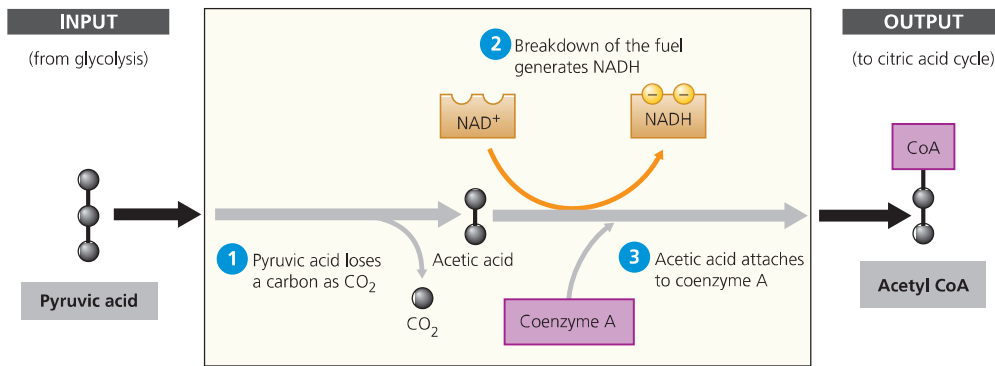 INPUT
(from glycolysis)
Pyruvic acid
1 Pyruvic acid loses
a carbon as CO₂
CO₂
Acetic acid
2 Breakdown of the fuel
generates NADH
NAD⁺
NADH
− −
Coenzyme A
3 Acetic acid attaches
to coenzyme A
OUTPUT
(to citric acid cycle)
CoA
Acetyl CoA